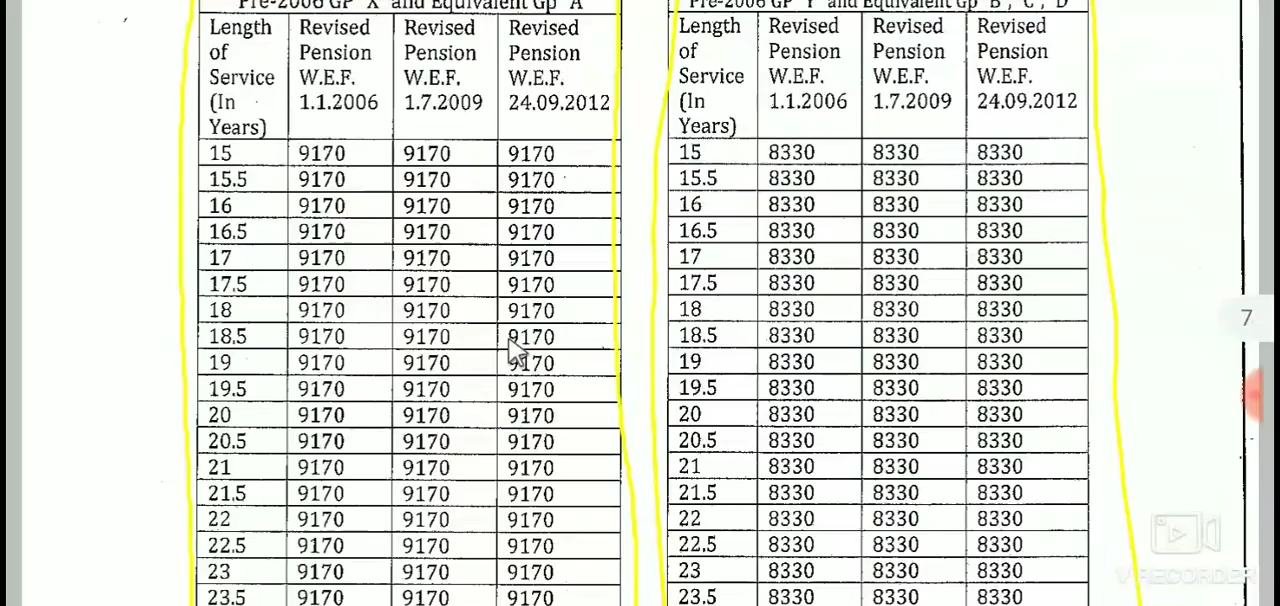 Pre-2006 GP 'X' and Equivalent Gp 'A'
Length of Service (In Years) Revised Pension W.E.F. 1.1.2006 Revised Pension W.E.F. 1.7.2009 Revised Pension W.E.F. 24.09.2012
15 9170 9170 9170
15.5 9170 9170 9170
16 9170 9170 9170
16.5 9170 9170 9170
17 9170 9170 9170
17.5 9170 9170 9170
18 9170 9170 9170
18.5 9170 9170 9170
19 9170 9170 9170
19.5 9170 9170 9170
20 9170 9170 9170
20.5 9170 9170 9170
21 9170 9170 9170
21.5 9170 9170 9170
22 9170 9170 9170
22.5 9170 9170 9170
23 9170 9170 9170
23.5 9170 9170 9170
Pre-2006 GP 'Y' and Equivalent Gp 'B', 'C', 'D'
Length of Service (In Years) Revised Pension W.E.F. 1.1.2006 Revised Pension W.E.F. 1.7.2009 Revised Pension W.E.F. 24.09.2012
15 8330 8330 8330
15.5 8330 8330 8330
16 8330 8330 8330
16.5 8330 8330 8330
17 8330 8330 8330
17.5 8330 8330 8330
18 8330 8330 8330
18.5 8330 8330 8330
19 8330 8330 8330
19.5 8330 8330 8330
20 8330 8330 8330
20.5 8330 8330 8330
21 8330 8330 8330
21.5 8330 8330 8330
22 8330 8330 8330
22.5 8330 8330 8330
23 8330 8330 8330
23.5 8330 8330 8330
7
V RECORDER